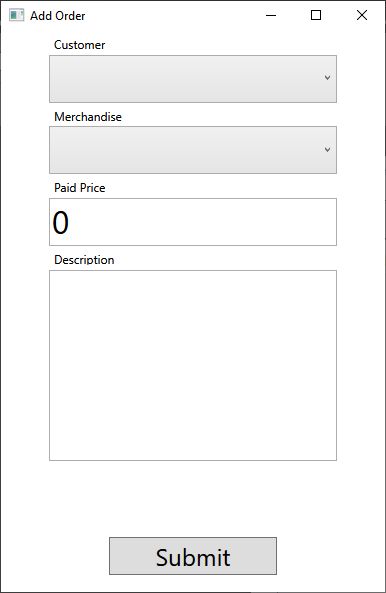 Add Order
Customer
Merchandise
Paid Price
0
Description
Submit